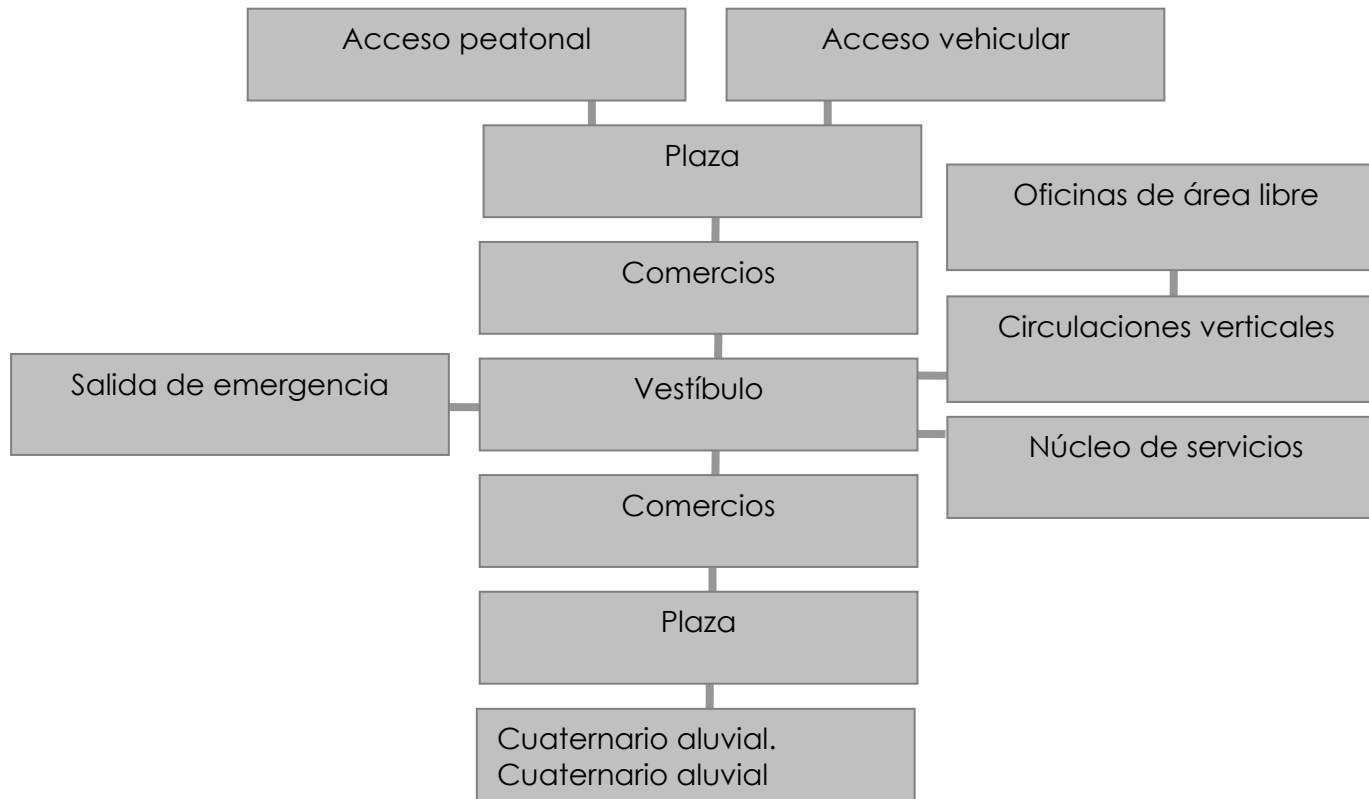 Acceso peatonal
Acceso vehicular
Plaza
Oficinas de área libre
Comercios
Circulaciones verticales
Salida de emergencia
Vestíbulo
Núcleo de servicios
Comercios
Plaza
Cuaternario aluvial.
Cuaternario aluvial